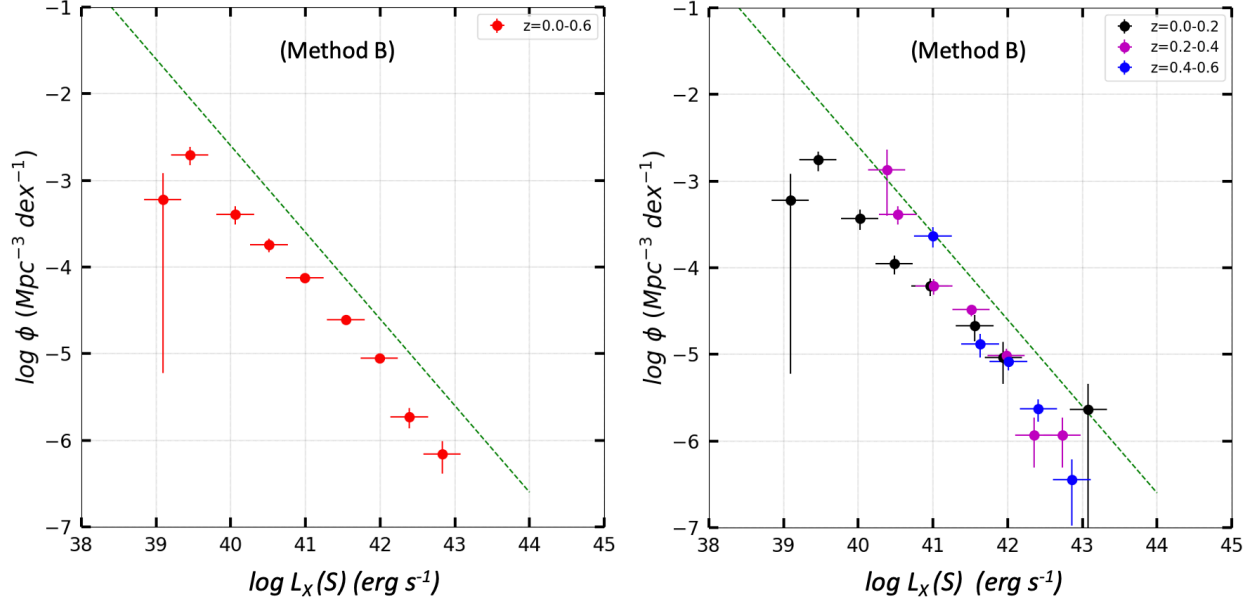 −1
−2
−3
−4
−5
−6
−7
38 39 40 41 42 43 44 45
log ϕ (Mpc⁻³ dex⁻¹)
log L_X(S) (erg s⁻¹)
(Method B)
z=0.0-0.6
−1
−2
−3
−4
−5
−6
−7
38 39 40 41 42 43 44 45
log ϕ (Mpc⁻³ dex⁻¹)
log L_X(S) (erg s⁻¹)
(Method B)
z=0.0-0.2
z=0.2-0.4
z=0.4-0.6